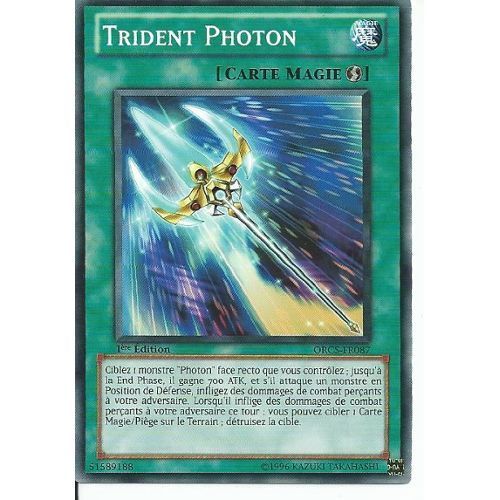 TRIDENT PHOTON
魔
[CARTE MAGIE]
1ère Édition
ORCS-FR087
Ciblez 1 monstre "Photon" face recto que vous contrôlez ; jusqu'à
la End Phase, il gagne 700 ATK, et s'il attaque un monstre en
Position de Défense, infligez des dommages de combat
perçants à votre adversaire. Lorsqu'il inflige des dommages de combat
perçants à votre adversaire ce tour : vous pouvez cibler 1 Carte
Magie/Piège sur le Terrain ; détruisez la cible.
51589188
©1996 KAZUKI TAKAHASHI